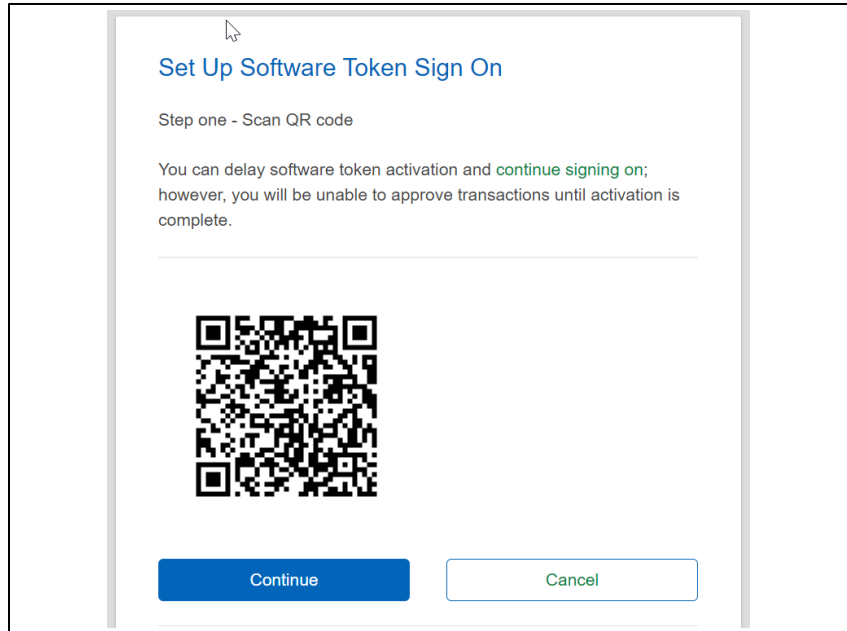 Set Up Software Token Sign On
Step one - Scan QR code
You can delay software token activation and continue signing on;
however, you will be unable to approve transactions until activation is
complete.
Continue
Cancel